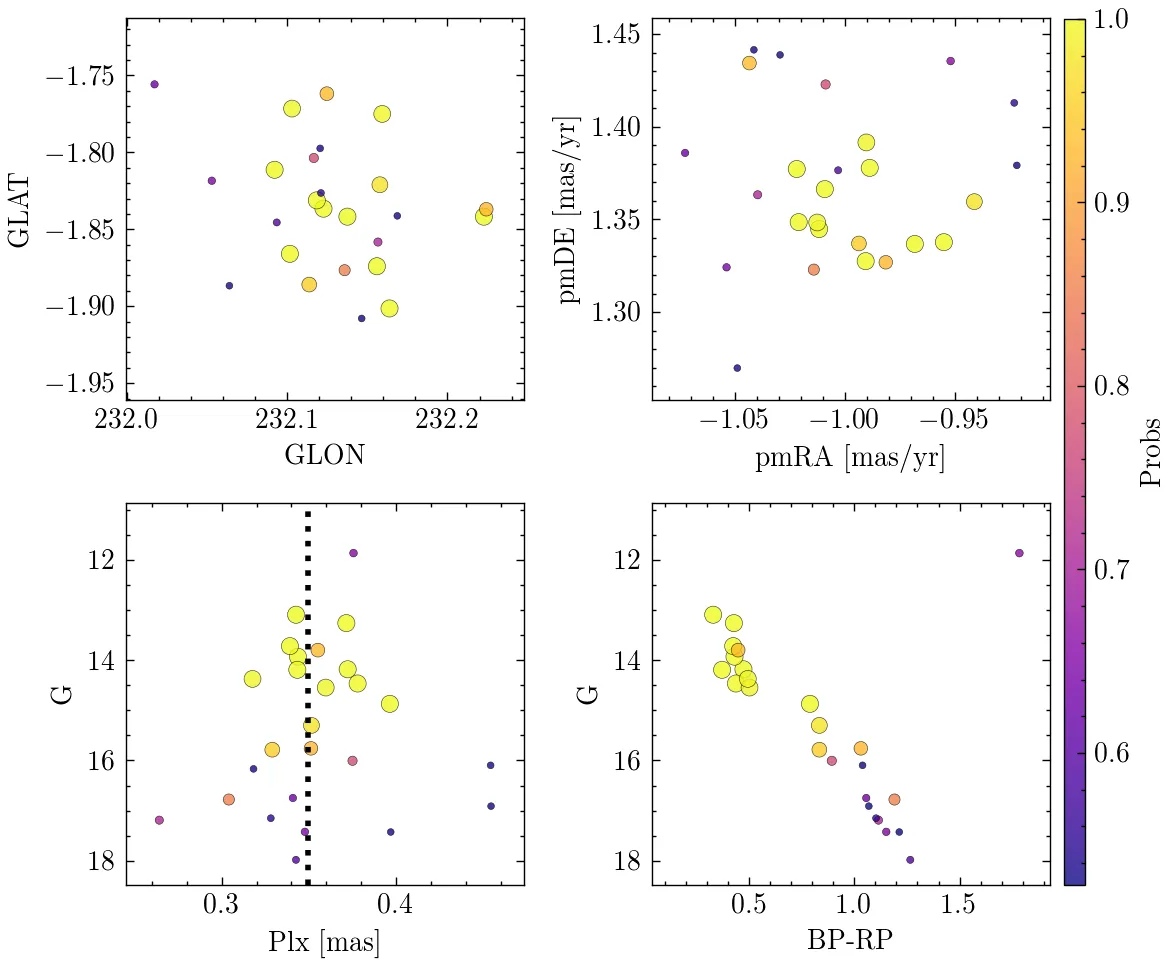 −1.75
−1.80
−1.85
−1.90
−1.95
GLAT
232.0 232.1 232.2
GLON
1.45
1.40
1.35
1.30
pmDE [mas/yr]
−1.05 −1.00 −0.95
pmRA [mas/yr]
12
14
16
18
G
0.3 0.4
Plx [mas]
12
14
16
18
G
0.5 1.0 1.5
BP-RP
1.0
0.9
0.8
0.7
0.6
Probs